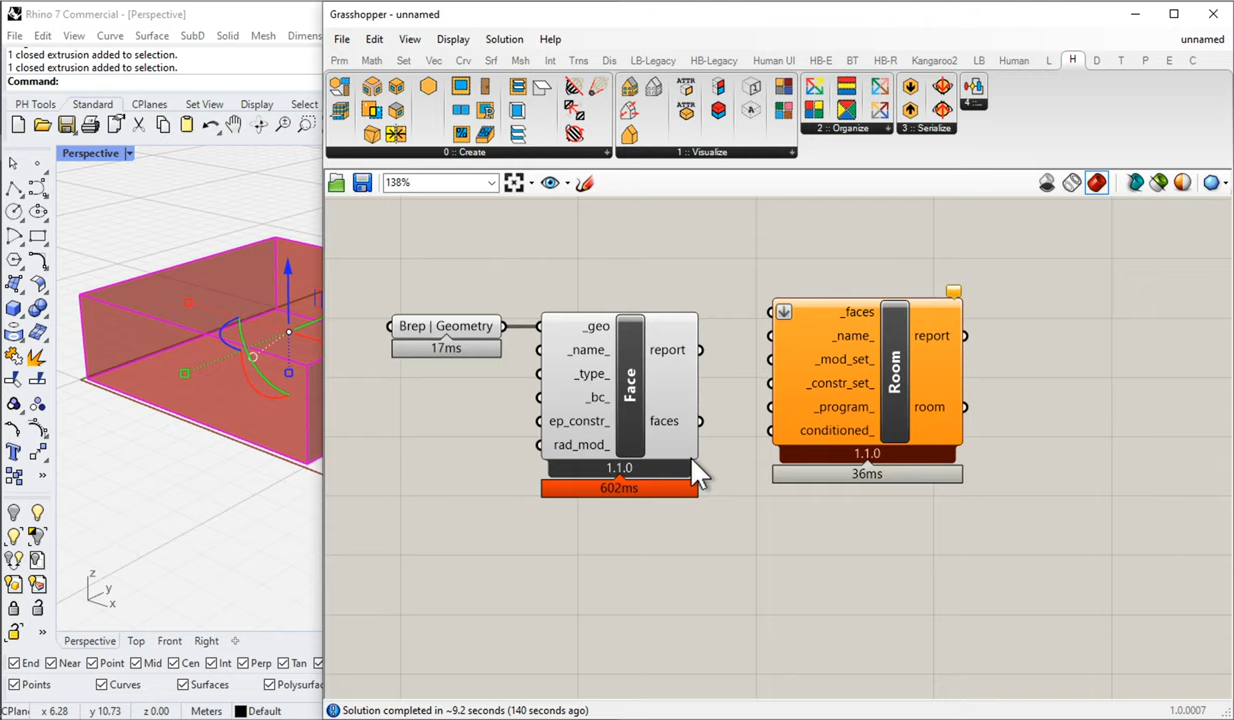 Rhino 7 Commercial - [Perspective]
File Edit View Curve Surface SubD Solid Mesh Dimens
1 closed extrusion added to selection.
1 closed extrusion added to selection.
Command:
PH Tools Standard CPlanes Set View Display Select
Perspective
z
y
x
Perspective Top Front Right
End Near Point Mid Cen Int Perp Tan
Points Curves Surfaces Polysurfac
CPlane x 6.28 y 10.73 z 0.00 Meters Default
Grasshopper - unnamed
File Edit View Display Solution Help
unnamed
Prm Math Set Vec Crv Srf Msh Int Trns Dis LB-Legacy HB-Legacy Human UI HB-E BT HB-R Kangaroo2 LB Human L H D T P E C
ATTR
ATTR
4 ::
0 :: Create
1 :: Visualize
2 :: Organize
3 :: Serialize
138%
Brep | Geometry
17ms
_geo
_name_
_type_
_bc_
ep_constr_
rad_mod_
Face
report
faces
1.1.0
602ms
_faces
_name_
_mod_set_
_constr_set_
_program_
conditioned_
Room
report
room
1.1.0
36ms
Solution completed in ~9.2 seconds (140 seconds ago)
1.0.0007